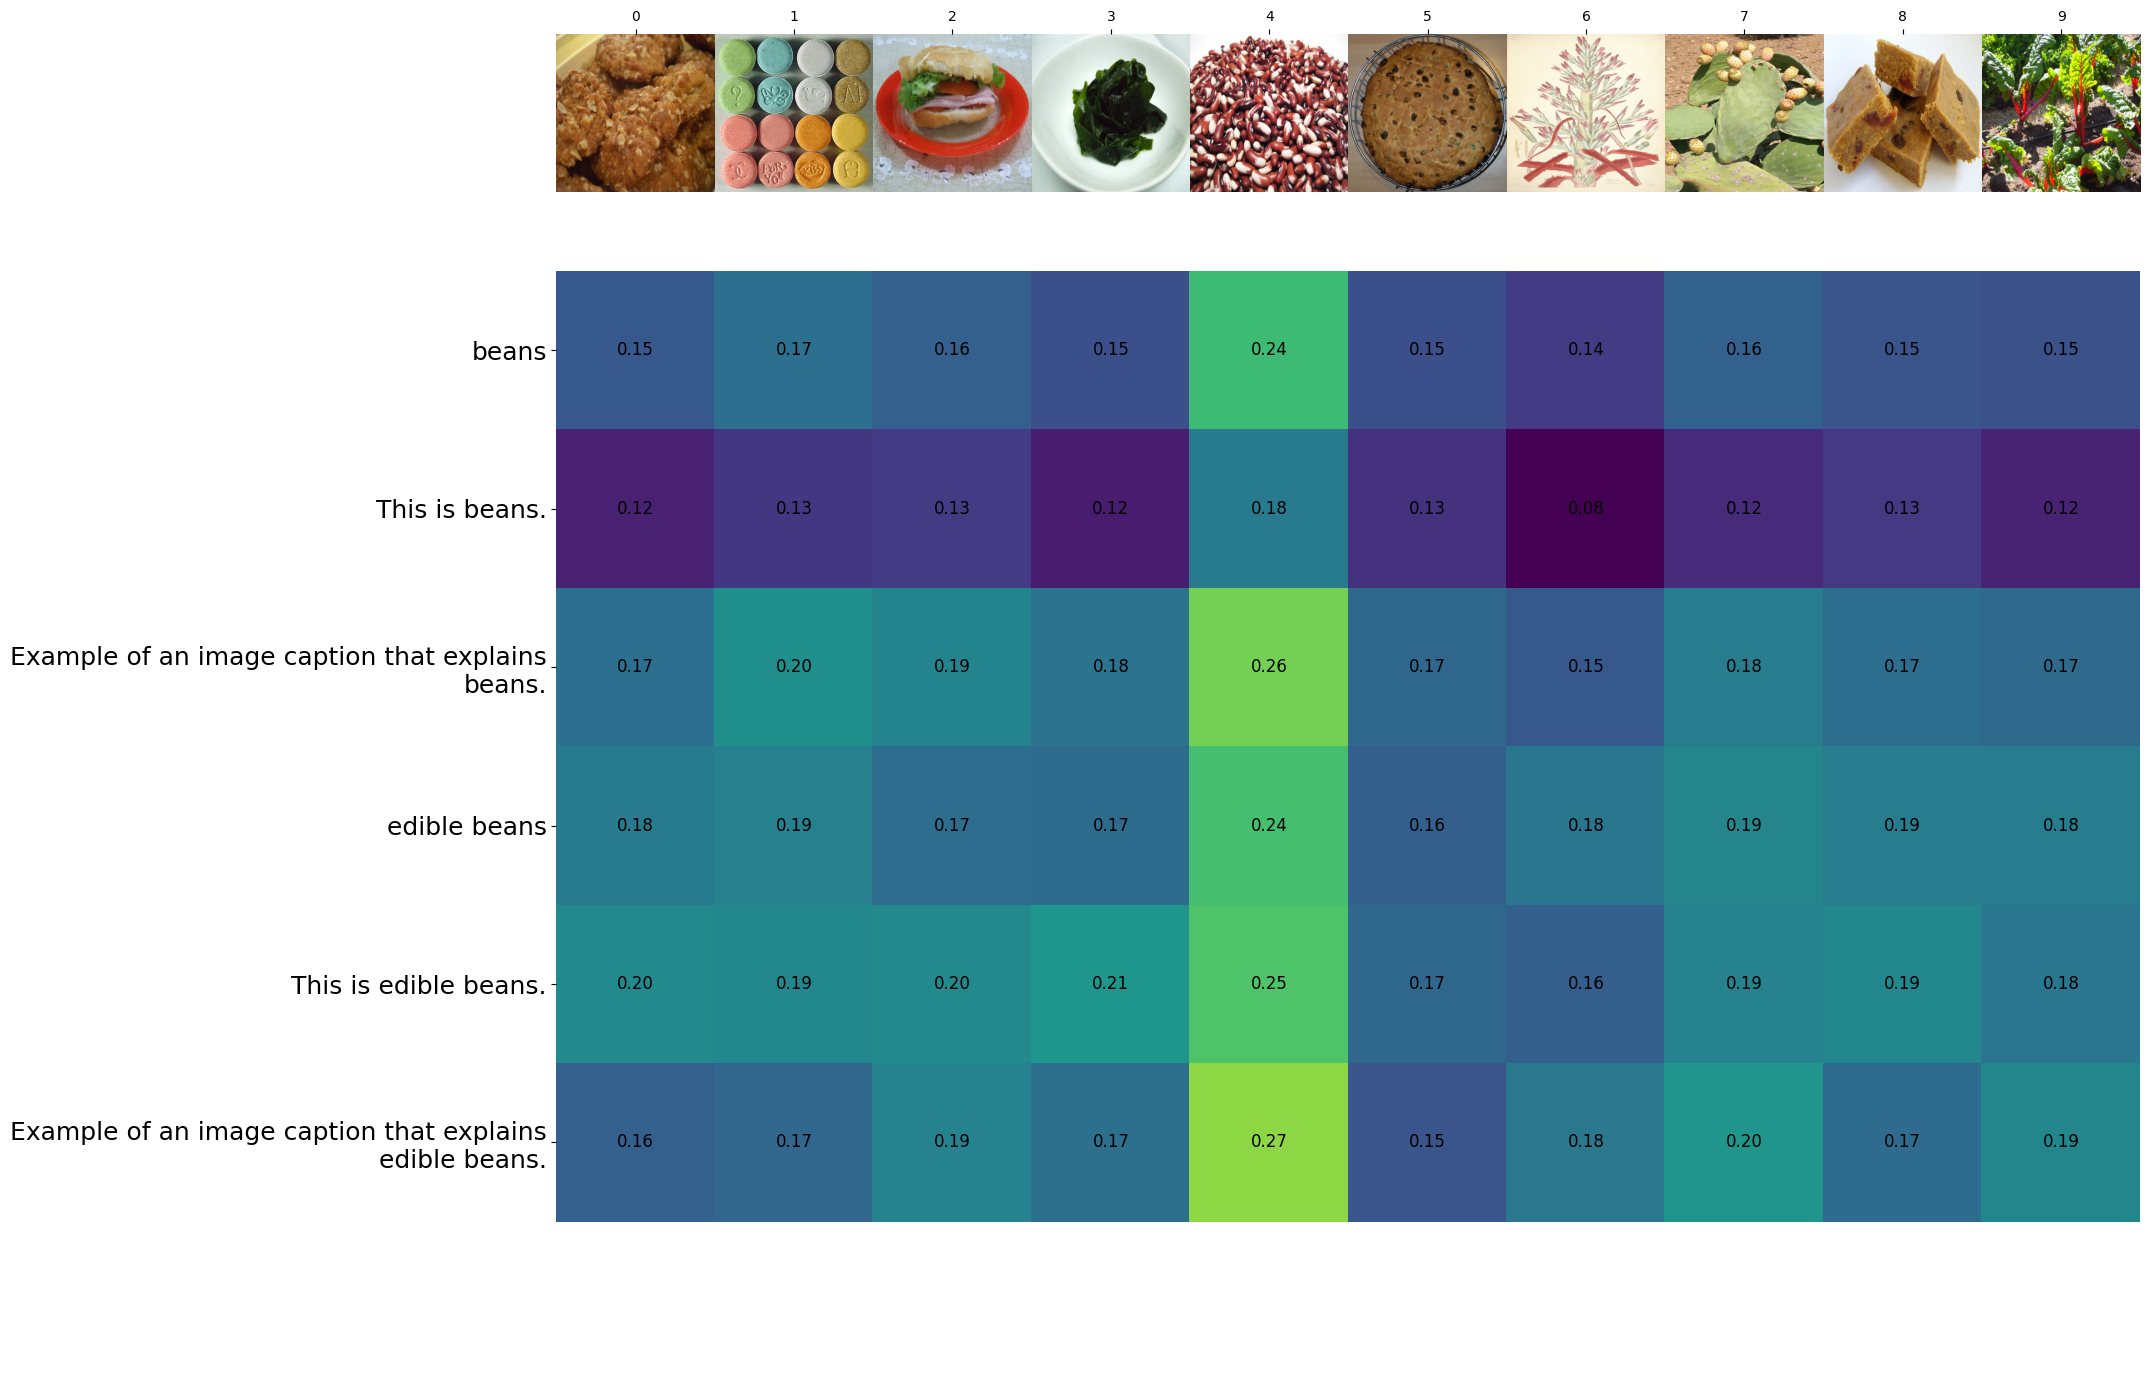 0 1 2 3 4 5 6 7 8 9
beans 0.15 0.17 0.16 0.15 0.24 0.15 0.14 0.16 0.15 0.15
This is beans. 0.12 0.13 0.13 0.12 0.18 0.13 0.08 0.12 0.13 0.12
Example of an image caption that explains
beans. 0.17 0.20 0.19 0.18 0.26 0.17 0.15 0.18 0.17 0.17
edible beans 0.18 0.19 0.17 0.17 0.24 0.16 0.18 0.19 0.19 0.18
This is edible beans. 0.20 0.19 0.20 0.21 0.25 0.17 0.16 0.19 0.19 0.18
Example of an image caption that explains
edible beans. 0.16 0.17 0.19 0.17 0.27 0.15 0.18 0.20 0.17 0.19